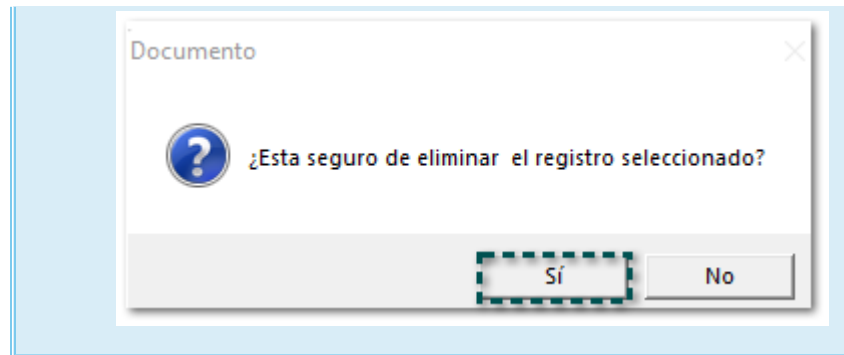 Documento
¿Esta seguro de eliminar el registro seleccionado?
Sí
No